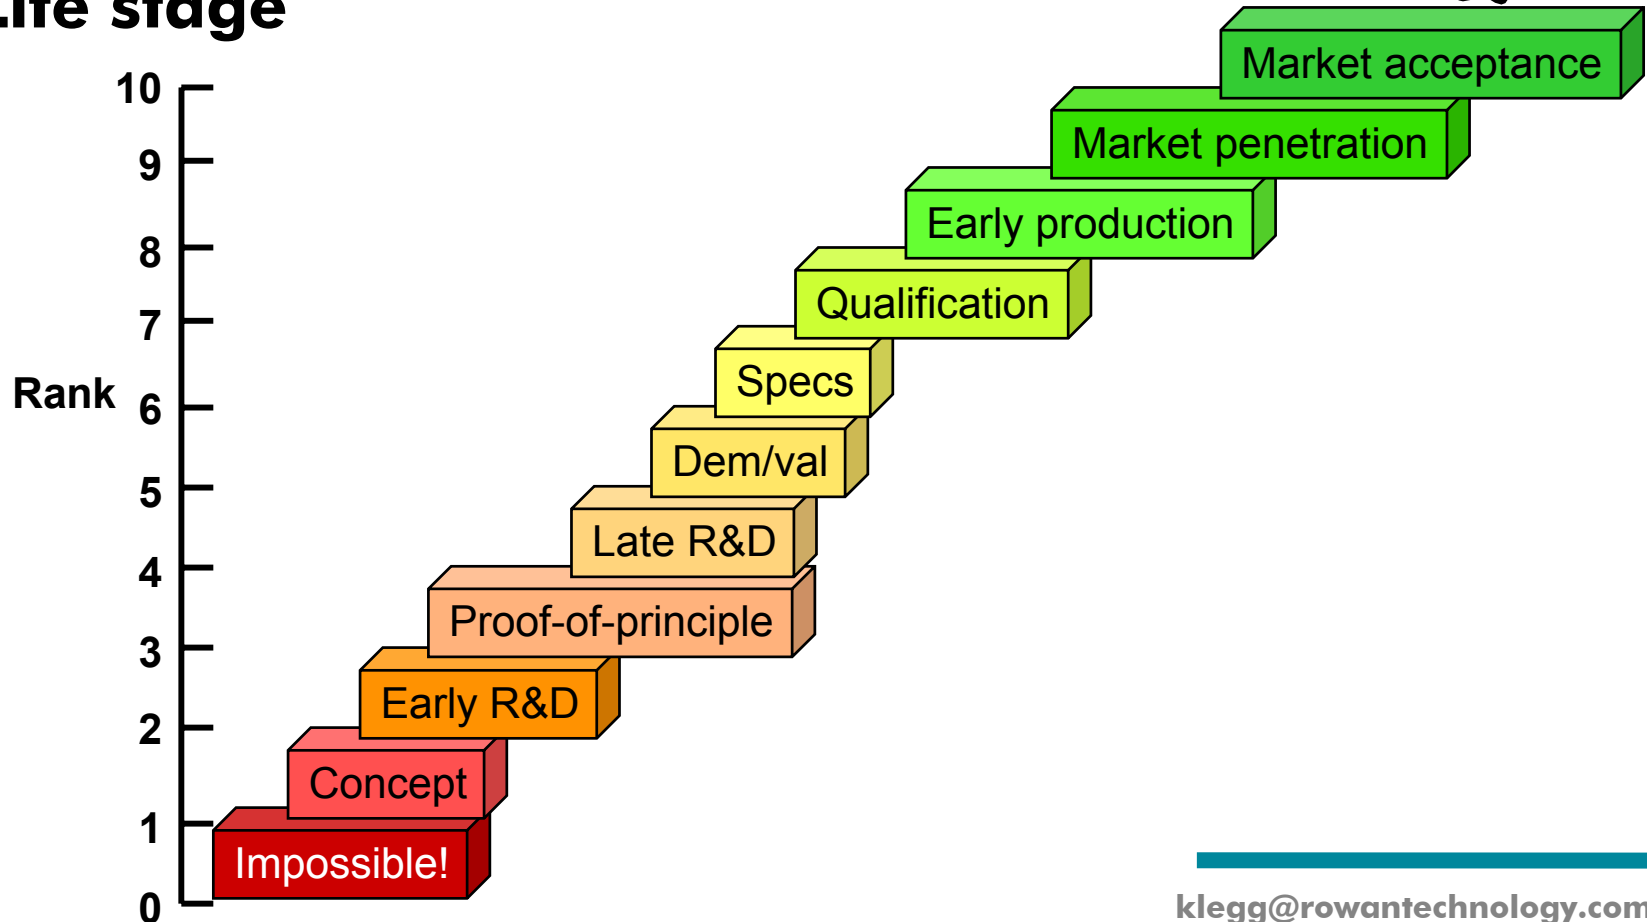 Life stage
Market acceptance
10
Market penetration
9
Early production
8
Qualification
7
Specs
Rank
6
Dem/val
5
Late R&D
4
Proof-of-principle
3
Early R&D
2
Concept
1
Impossible!
0
klegg@rowantechnology.com